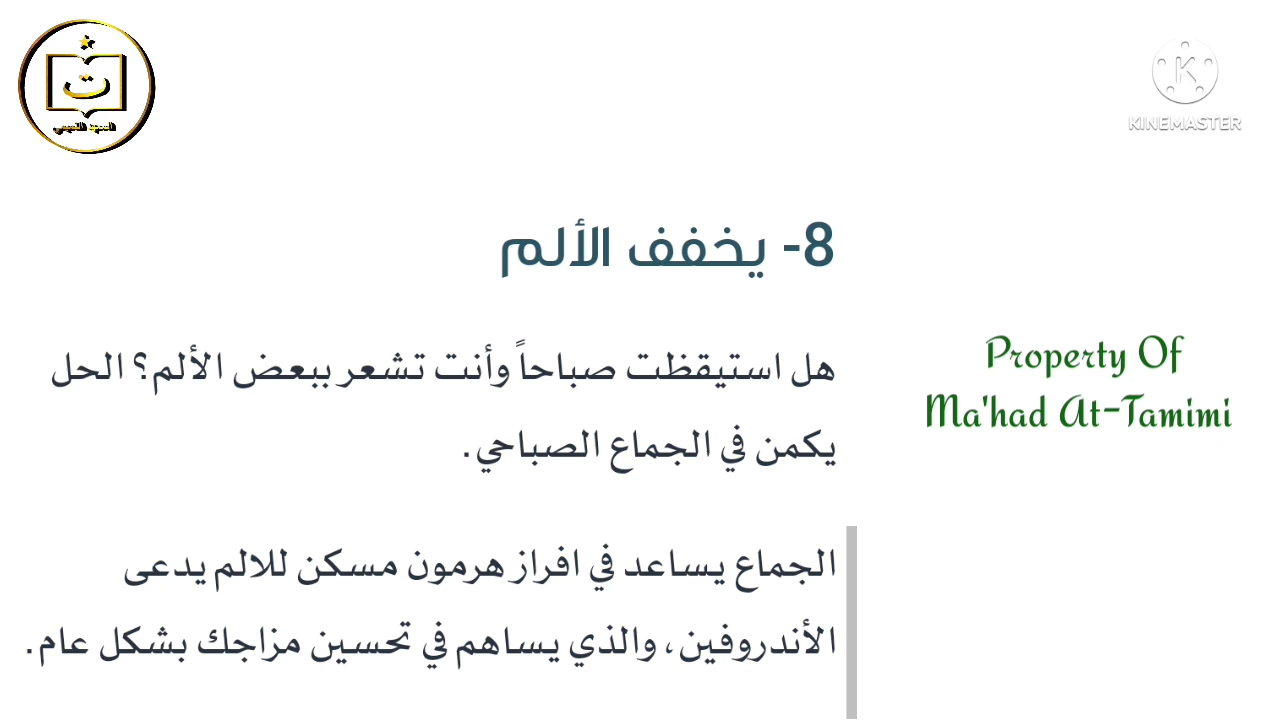 ت
KINEMASTER
8- يخفف الألم
هل استيقظت صباحاً وأنت تشعر ببعض الألم؟ الحل
يكمن في الجماع الصباحي.
Property Of
Ma'had At-Tamimi
الجماع يساعد في افراز هرمون مسكن للالم يدعى
الأندروفين، والذي يساهم في تحسين مزاجك بشكل عام.